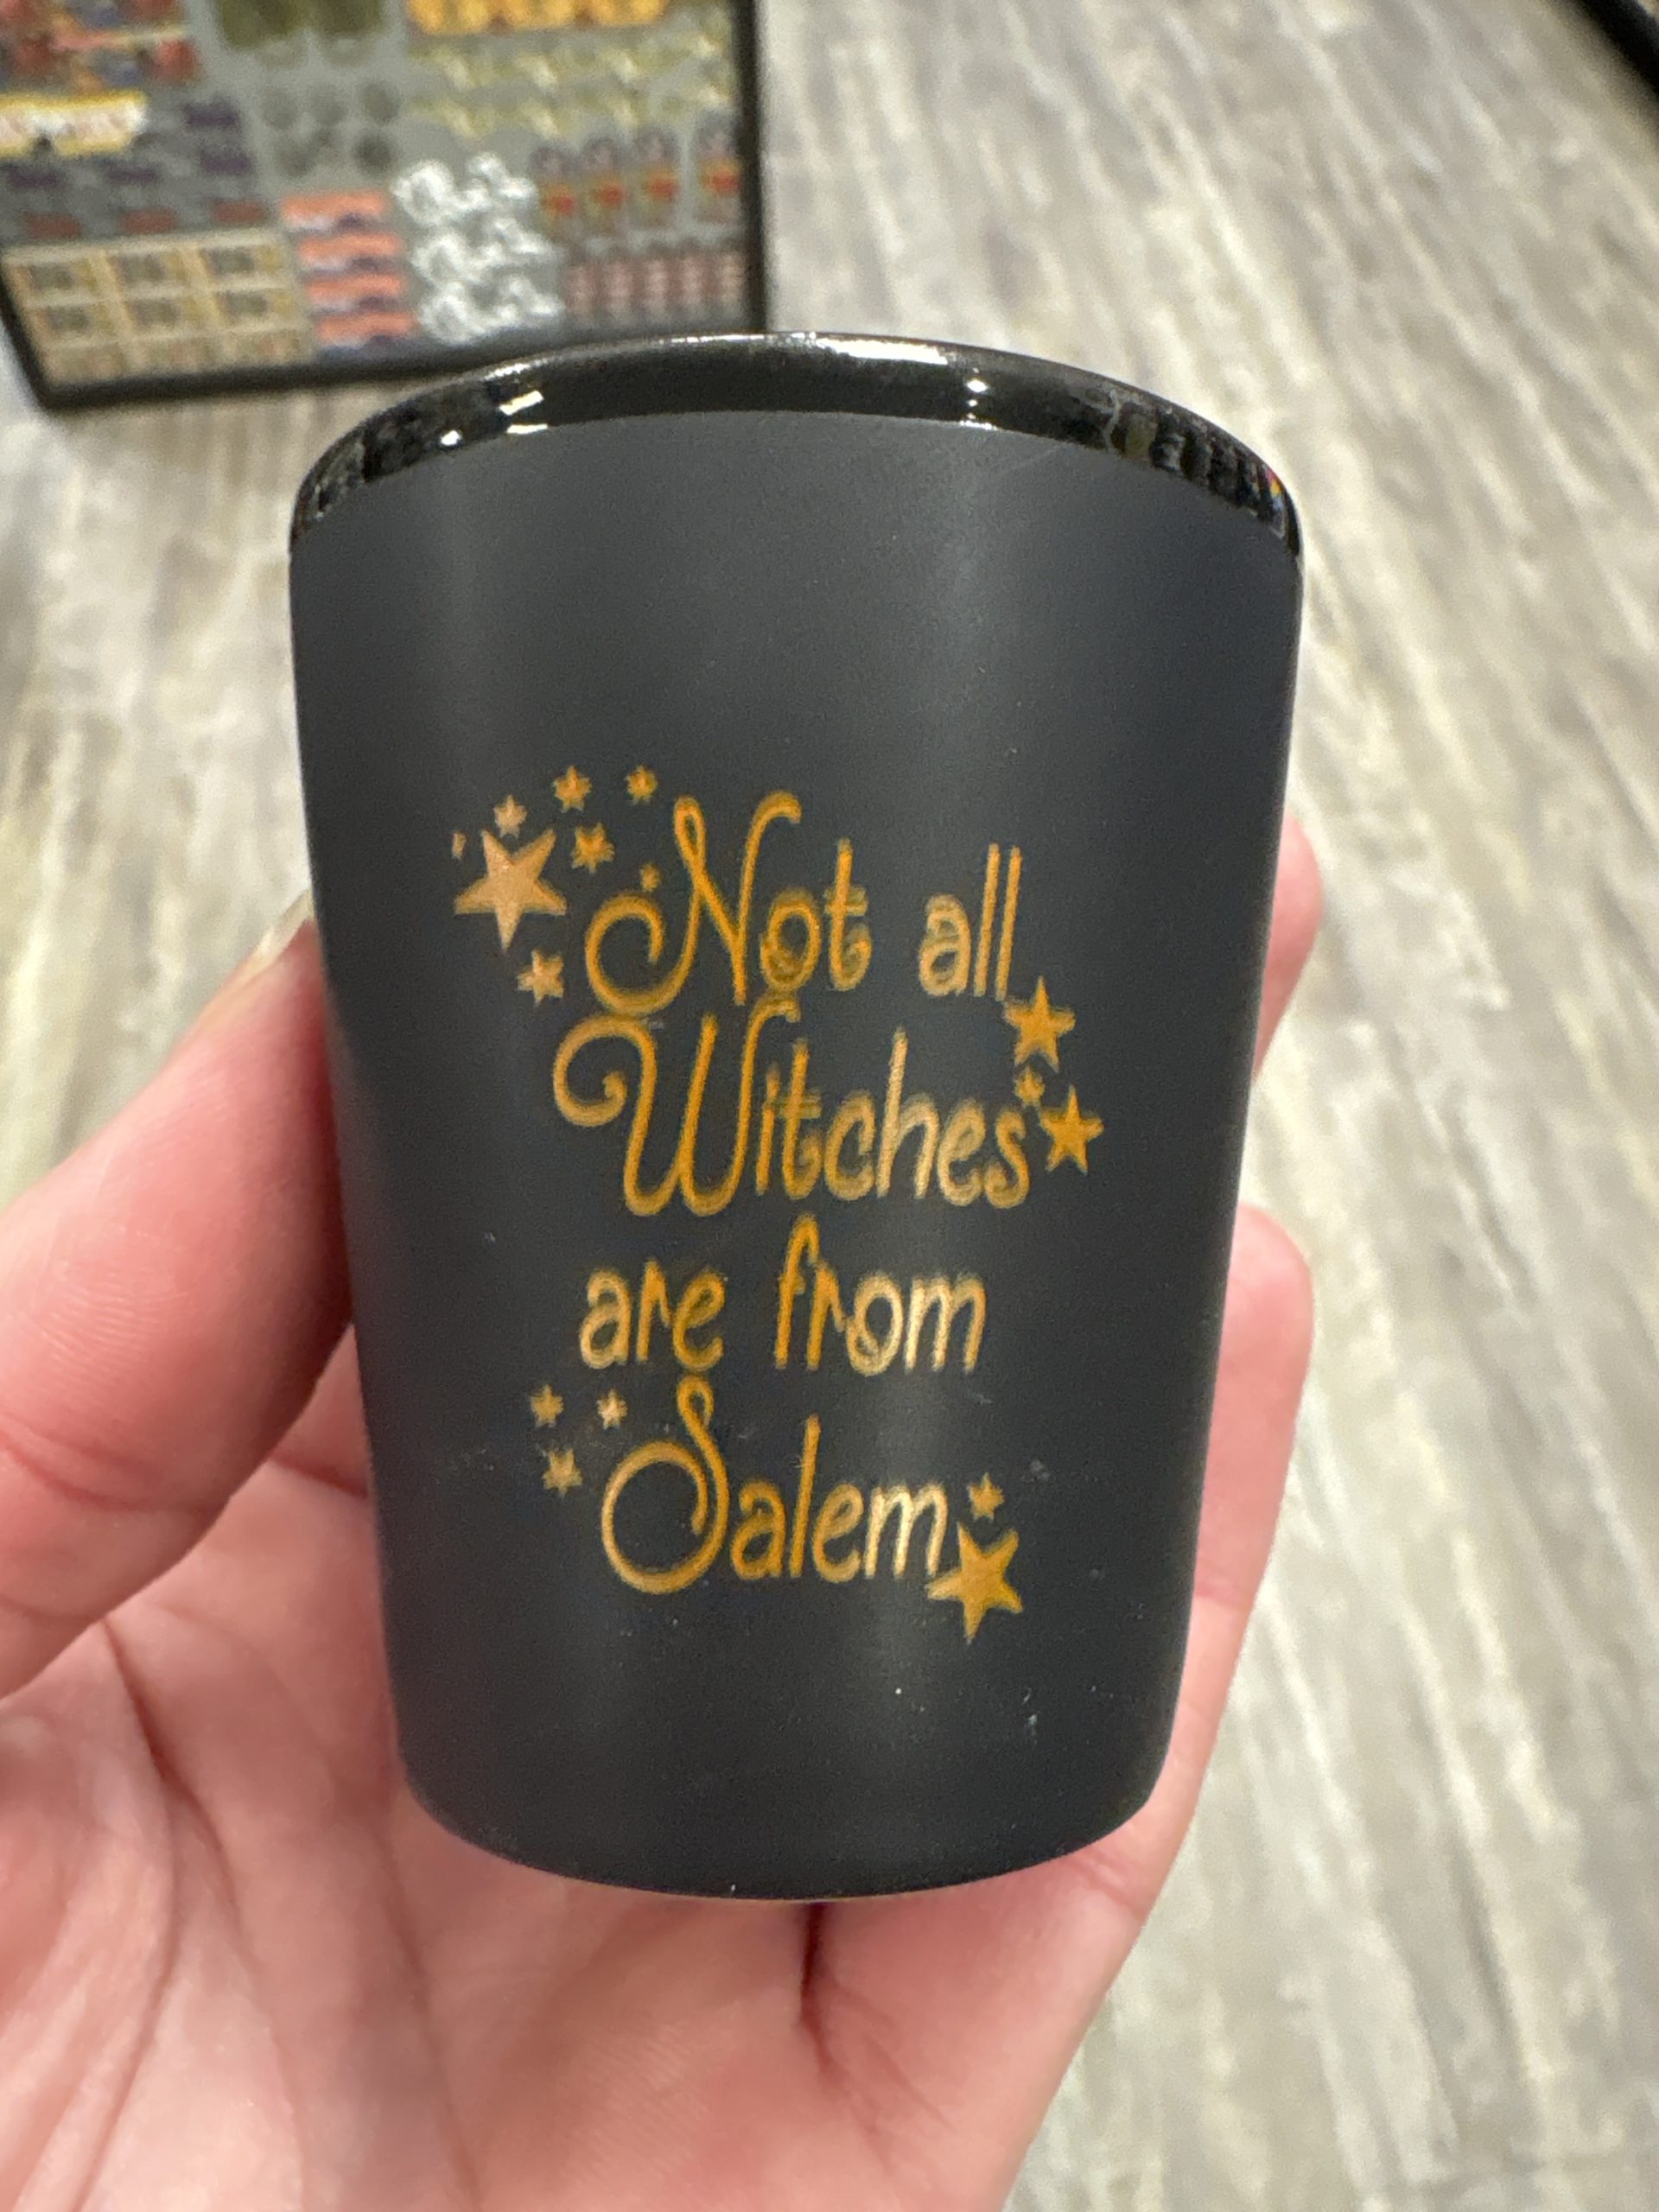 Not all
Witches
are from
Salem